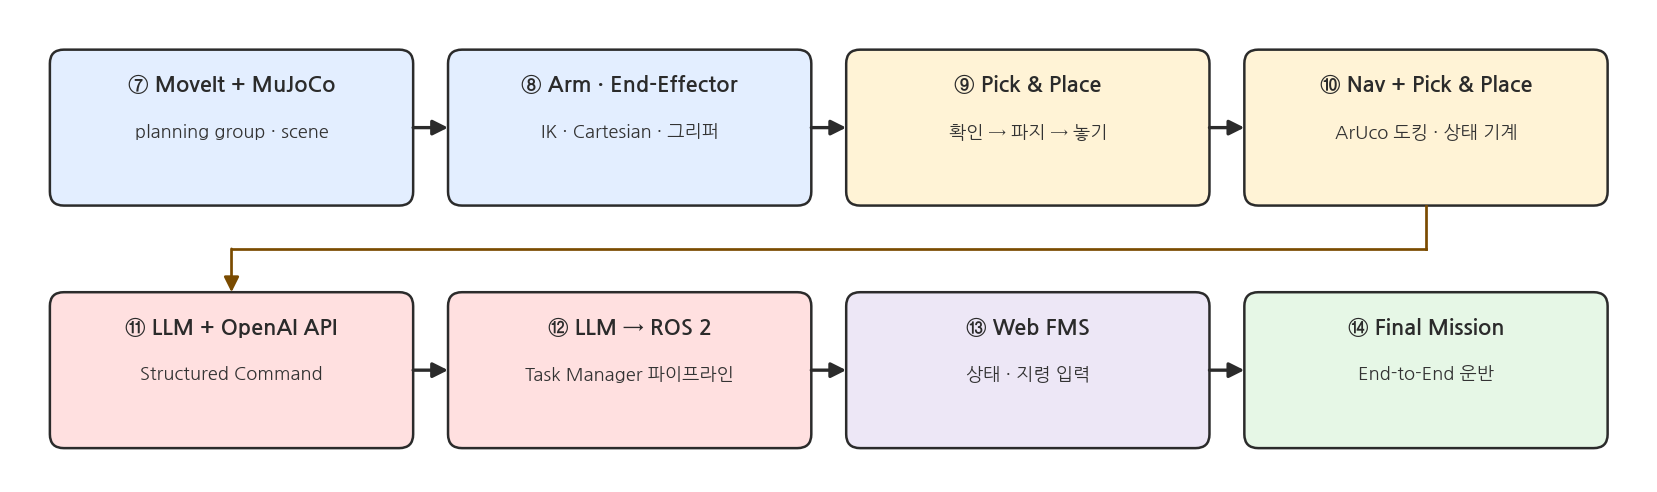 ⑦ MoveIt + MuJoCo
planning group · scene
⑧ Arm · End-Effector
IK · Cartesian · 그리퍼
⑨ Pick & Place
확인 → 파지 → 놓기
⑩ Nav + Pick & Place
ArUco 도킹 · 상태 기계
⑪ LLM + OpenAI API
Structured Command
⑫ LLM → ROS 2
Task Manager 파이프라인
⑬ Web FMS
상태 · 지령 입력
⑭ Final Mission
End-to-End 운반